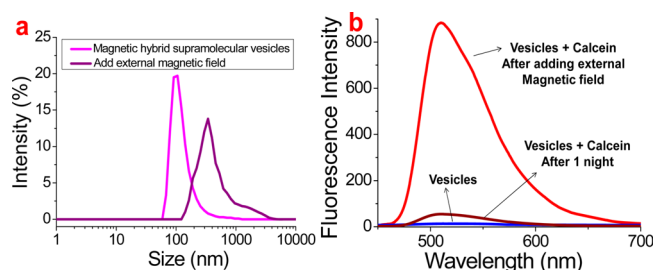 a
Magnetic hybrid supramolecular vesicles
Add external magnetic field
Intensity (%)
25
20
15
10
5
0
1
10
100
1000
10000
Size (nm)
b
Fluorescence Intensity
800
600
400
200
0
Vesicles + Calcein
After adding external
Magnetic field
Vesicles + Calcein
After 1 night
Vesicles
500
600
700
Wavelength (nm)